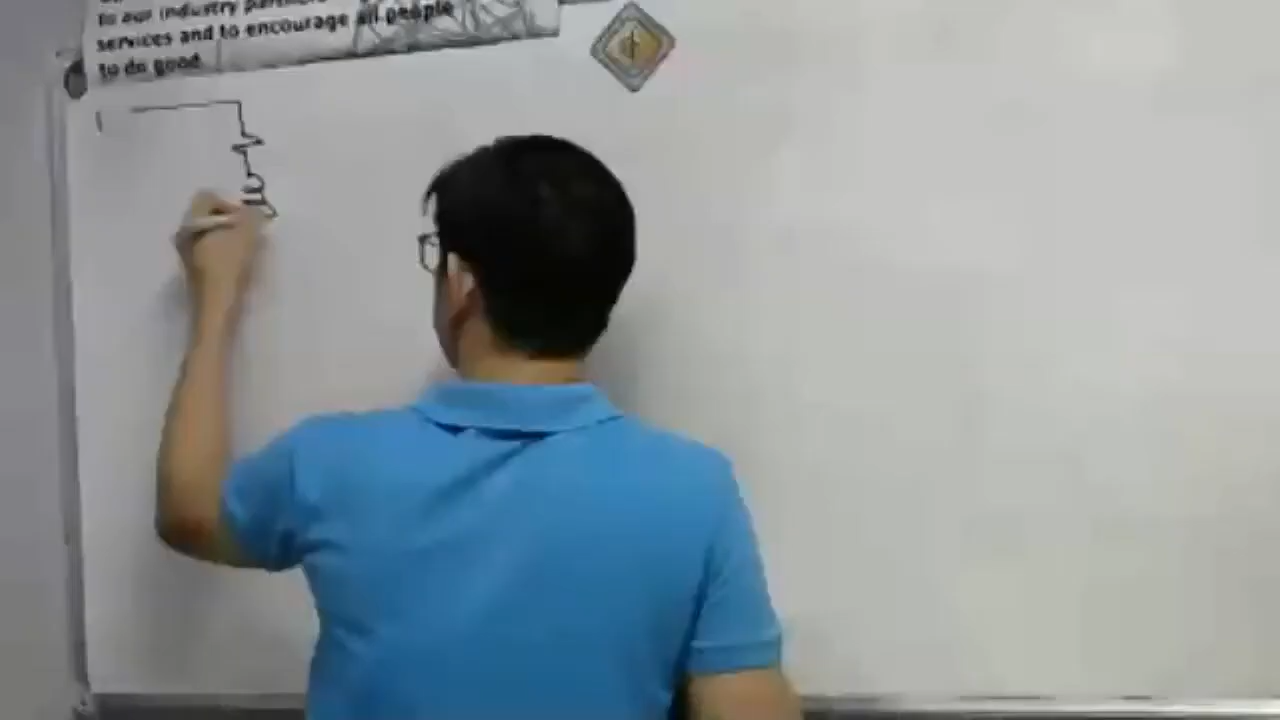 to our industry partners
services and to encourage all people
to do good.